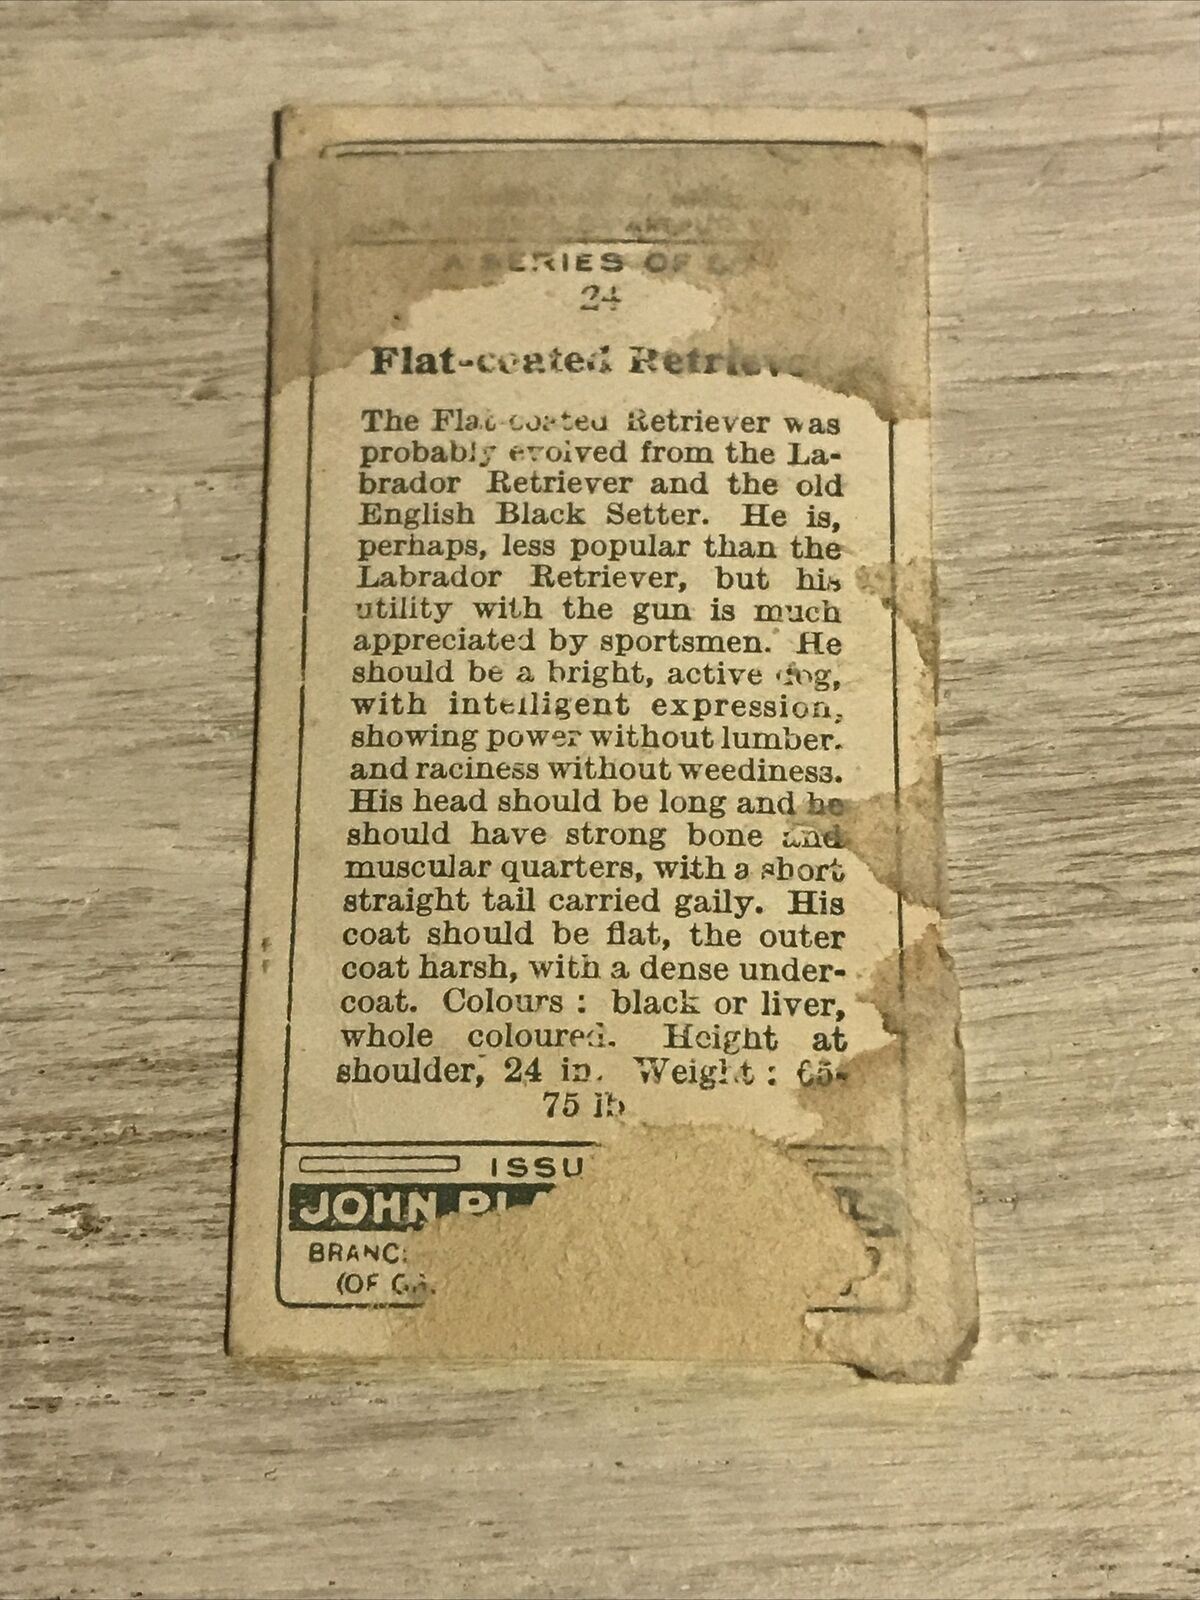 A SERIES OF
24
Flat-coated Retriever
The Flat-coated Retriever was
probably evolved from the La-
brador Retriever and the old
English Black Setter. He is,
perhaps, less popular than the
Labrador Retriever, but his
utility with the gun is much
appreciated by sportsmen. He
should be a bright, active dog,
with intelligent expression,
showing power without lumber.
and raciness without weediness.
His head should be long and he
should have strong bone and
muscular quarters, with a short
straight tail carried gaily. His
coat should be flat, the outer
coat harsh, with a dense under-
coat. Colours : black or liver,
whole coloured. Height at
shoulder, 24 in. Weight : 65-
75 lb
ISSU
JOHN PLA
BRANC
(OF